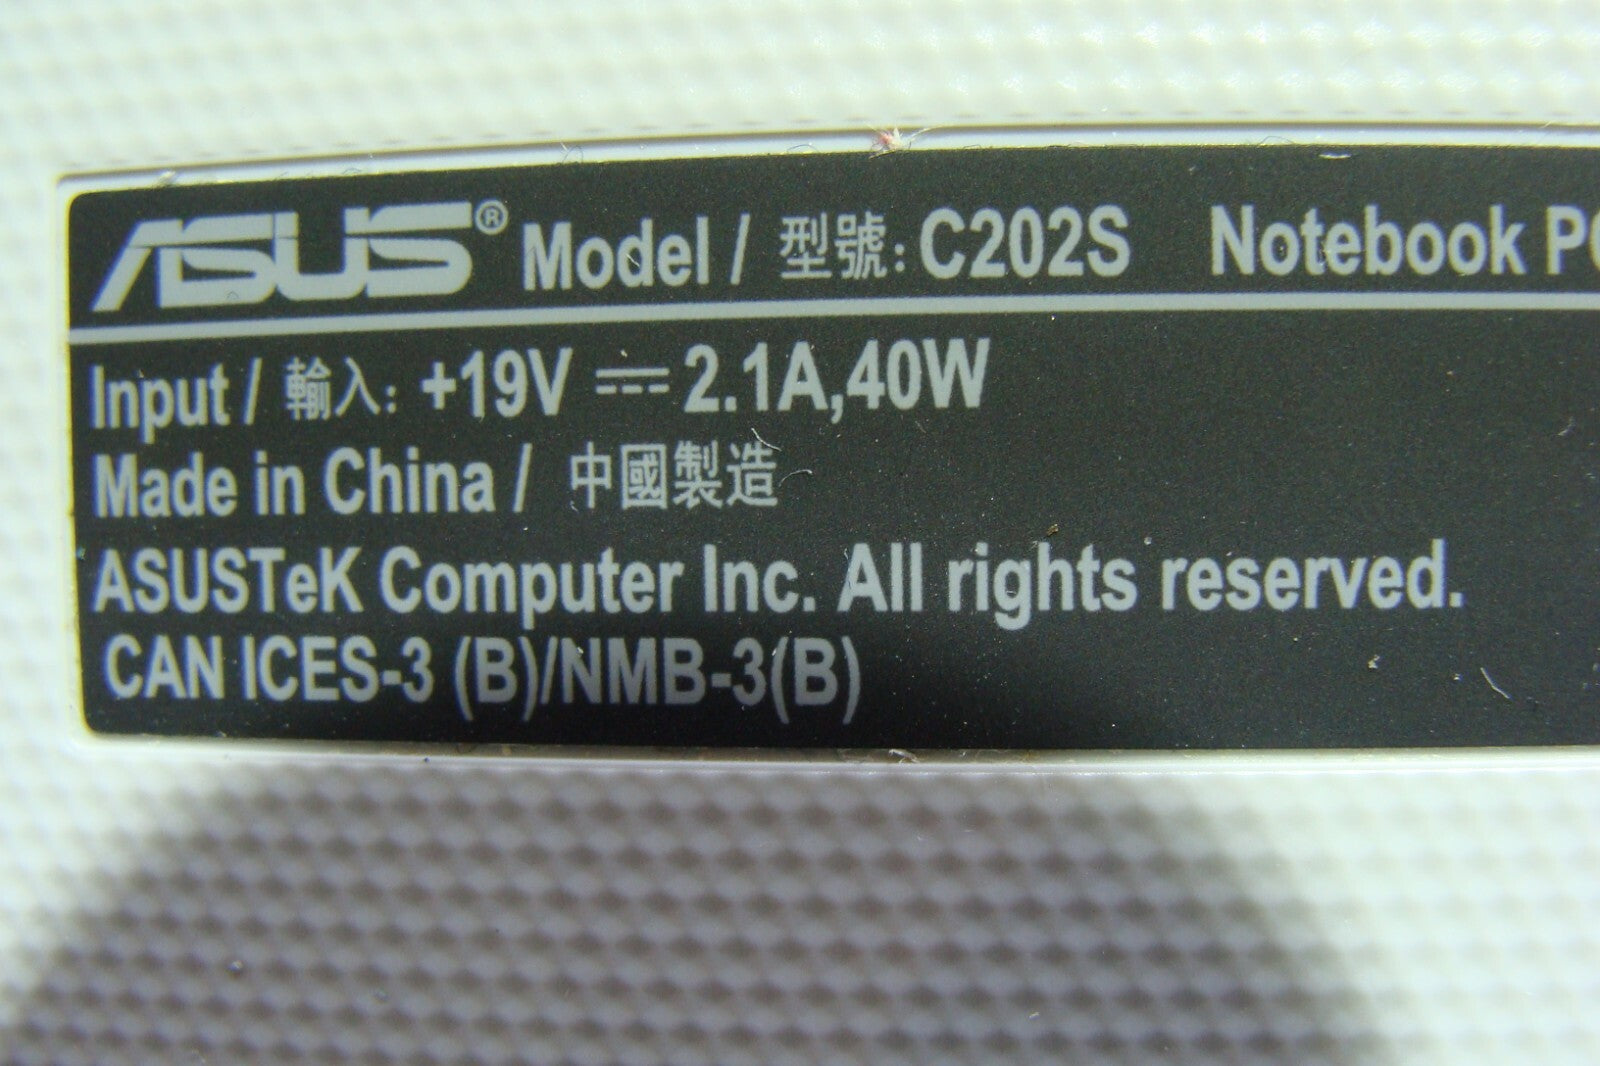 ASUS® Model / 型號: C202S Notebook PC
Input / 輸入: +19V ⎓ 2.1A,40W
Made in China / 中國製造
ASUSTeK Computer Inc. All rights reserved.
CAN ICES-3 (B)/NMB-3(B)